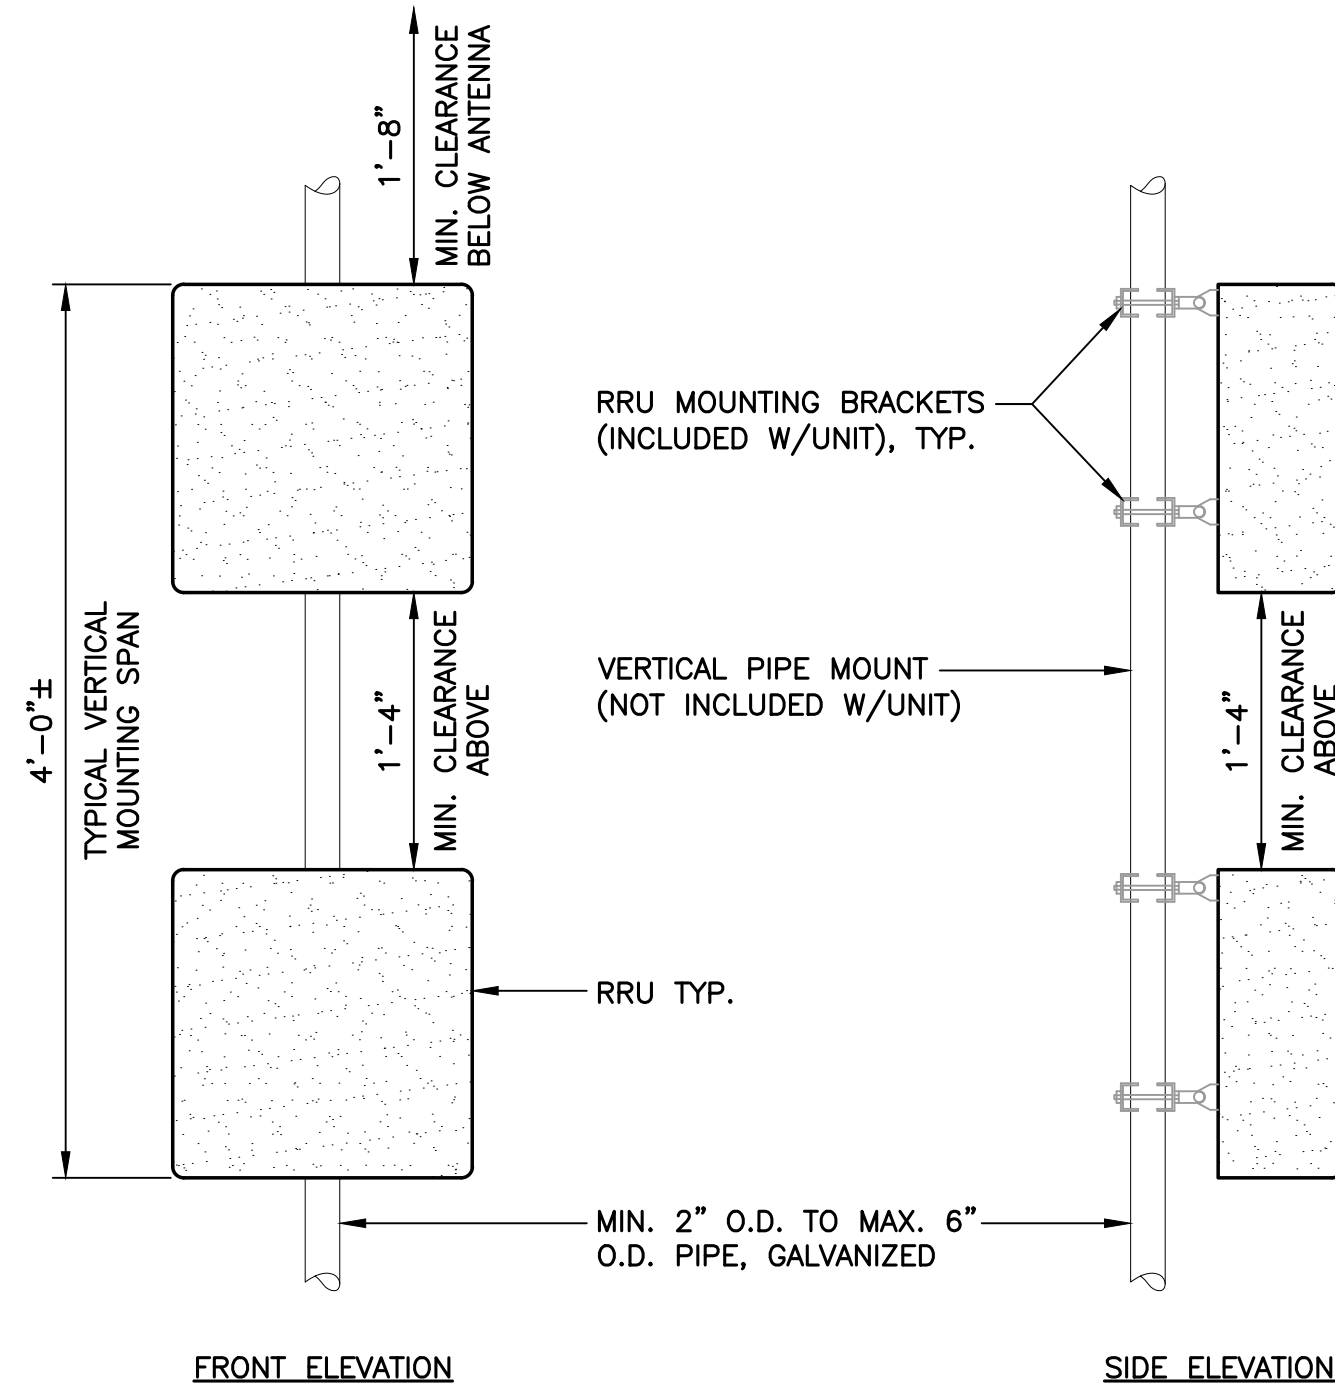 1'-8"
MIN. CLEARANCE
BELOW ANTENNA
4'-0"±
TYPICAL VERTICAL
MOUNTING SPAN
1'-4"
MIN. CLEARANCE
ABOVE
RRU MOUNTING BRACKETS
(INCLUDED W/UNIT), TYP.
VERTICAL PIPE MOUNT
(NOT INCLUDED W/UNIT)
1'-4"
MIN. CLEARANCE
ABOVE
RRU TYP.
MIN. 2" O.D. TO MAX. 6"
O.D. PIPE, GALVANIZED
FRONT ELEVATION
SIDE ELEVATION